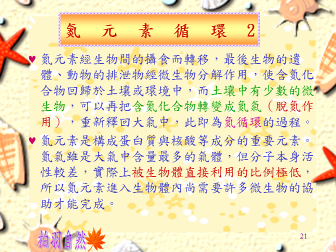 氮元素循環2
♥氮元素經生物間的攝食而轉移，最後生物的遺
體、動物的排泄物經微生物分解作用，使含氮化
合物回歸於土壤或環境中，而土壤中有少數的微
生物，可以再把含氮化合物轉變成氮氣（脫氮作
用），重新釋回大氣中，此即為氮循環的過程。
♥氮元素是構成蛋白質與核酸等成分的重要元素。
氮氣雖是大氣中含量多的氣體，但分子本身活
性較差，實際上被生物體直接利用的比例極低，
所以氮元素進入生物體內尚需要許多微生物的協
助才能完成。
拍翔自然
21